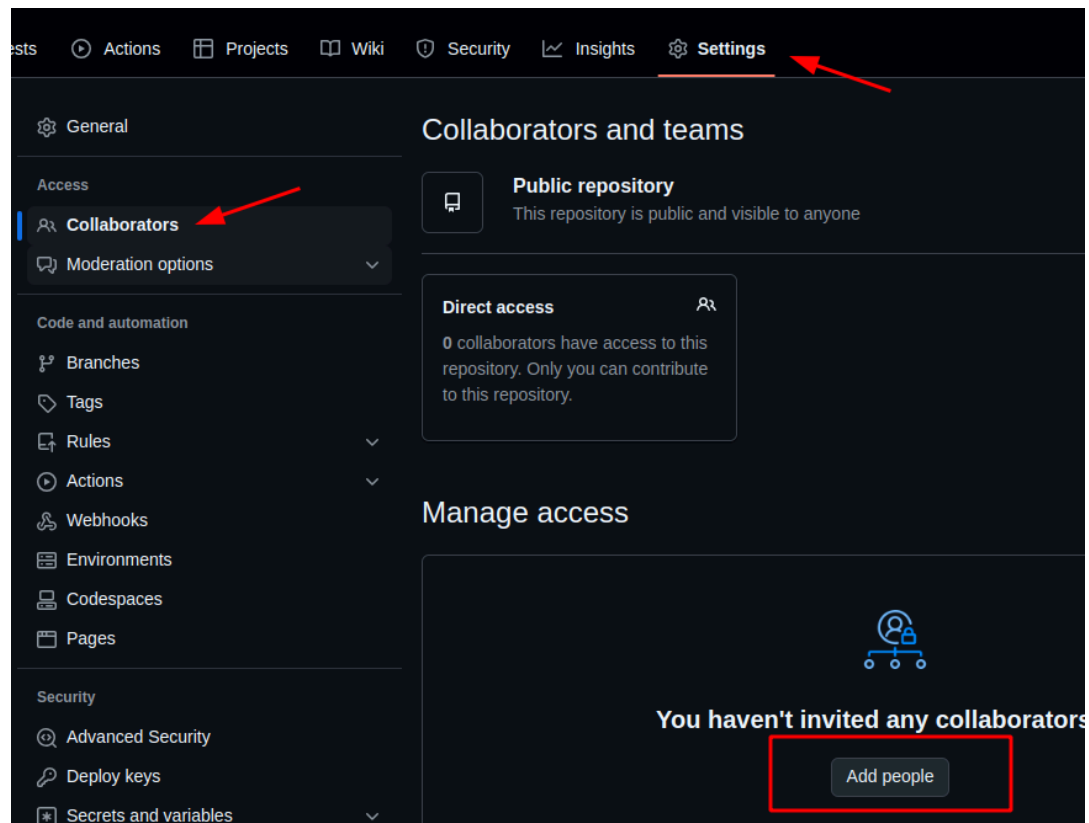 Actions Projects Wiki Security Insights Settings
General
Access
Collaborators
Moderation options
Code and automation
Branches
Tags
Rules
Actions
Webhooks
Environments
Codespaces
Pages
Security
Advanced Security
Deploy keys
Secrets and variables
Collaborators and teams
Public repository
This repository is public and visible to anyone
Direct access
0 collaborators have access to this
repository. Only you can contribute
to this repository.
Manage access
You haven't invited any collaborators
Add people